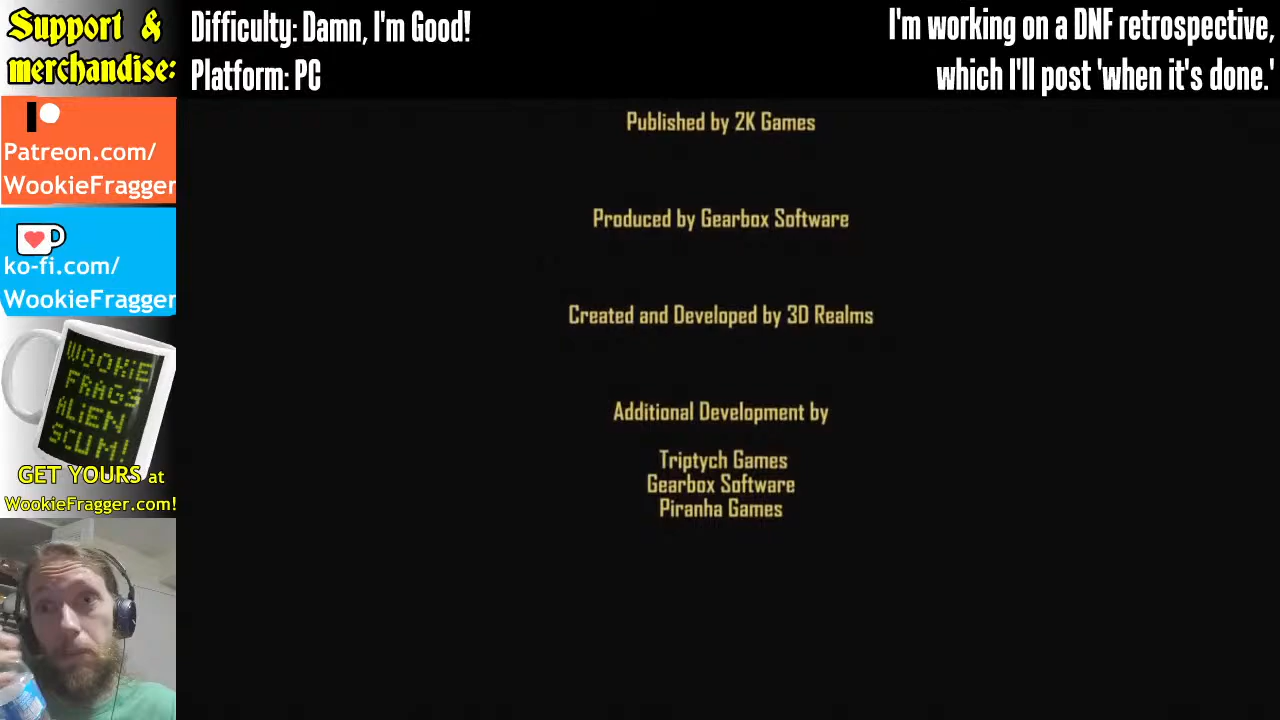 Support &
merchandise:
Patreon.com/
WookieFragger
ko-fi.com/
WookieFragger
WOOKiE
FRAGS
ALiEN
SCUM!
GET YOURS at
WookieFragger.com!
Difficulty: Damn, I'm Good!
Platform: PC
I'm working on a DNF retrospective,
which I'll post 'when it's done.'
Published by 2K Games
Produced by Gearbox Software
Created and Developed by 3D Realms
Additional Development by
Triptych Games
Gearbox Software
Piranha Games